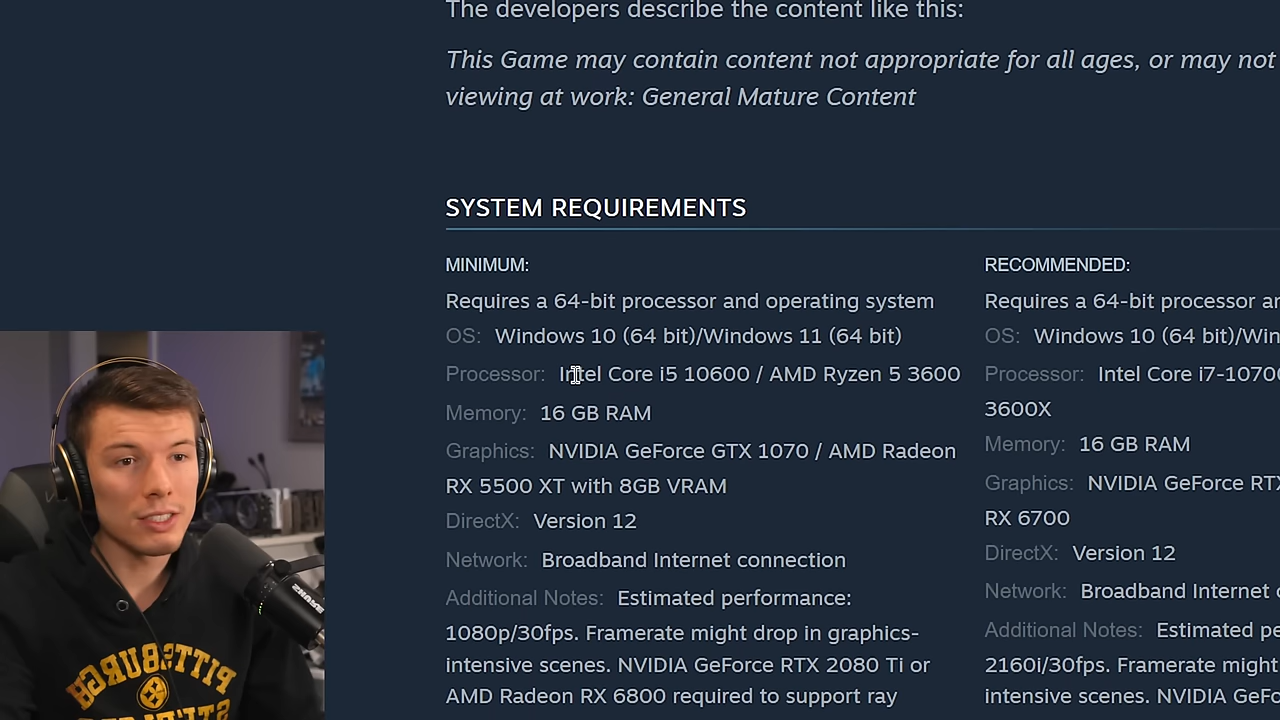 The developers describe the content like this:
This Game may contain content not appropriate for all ages, or may not
viewing at work: General Mature Content
SYSTEM REQUIREMENTS
MINIMUM:
Requires a 64-bit processor and operating system
OS: Windows 10 (64 bit)/Windows 11 (64 bit)
Processor: Intel Core i5 10600 / AMD Ryzen 5 3600
Memory: 16 GB RAM
Graphics: NVIDIA GeForce GTX 1070 / AMD Radeon
RX 5500 XT with 8GB VRAM
DirectX: Version 12
Network: Broadband Internet connection
Additional Notes: Estimated performance:
1080p/30fps. Framerate might drop in graphics-
intensive scenes. NVIDIA GeForce RTX 2080 Ti or
AMD Radeon RX 6800 required to support ray
RECOMMENDED:
Requires a 64-bit processor
OS: Windows 10 (64 bit)/Win
Processor: Intel Core i7-10700
3600X
Memory: 16 GB RAM
Graphics: NVIDIA GeForce RTX
RX 6700
DirectX: Version 12
Network: Broadband Internet
Additional Notes: Estimated
2160i/30fps. Framerate might
intensive scenes. NVIDIA
PITTSBURGH